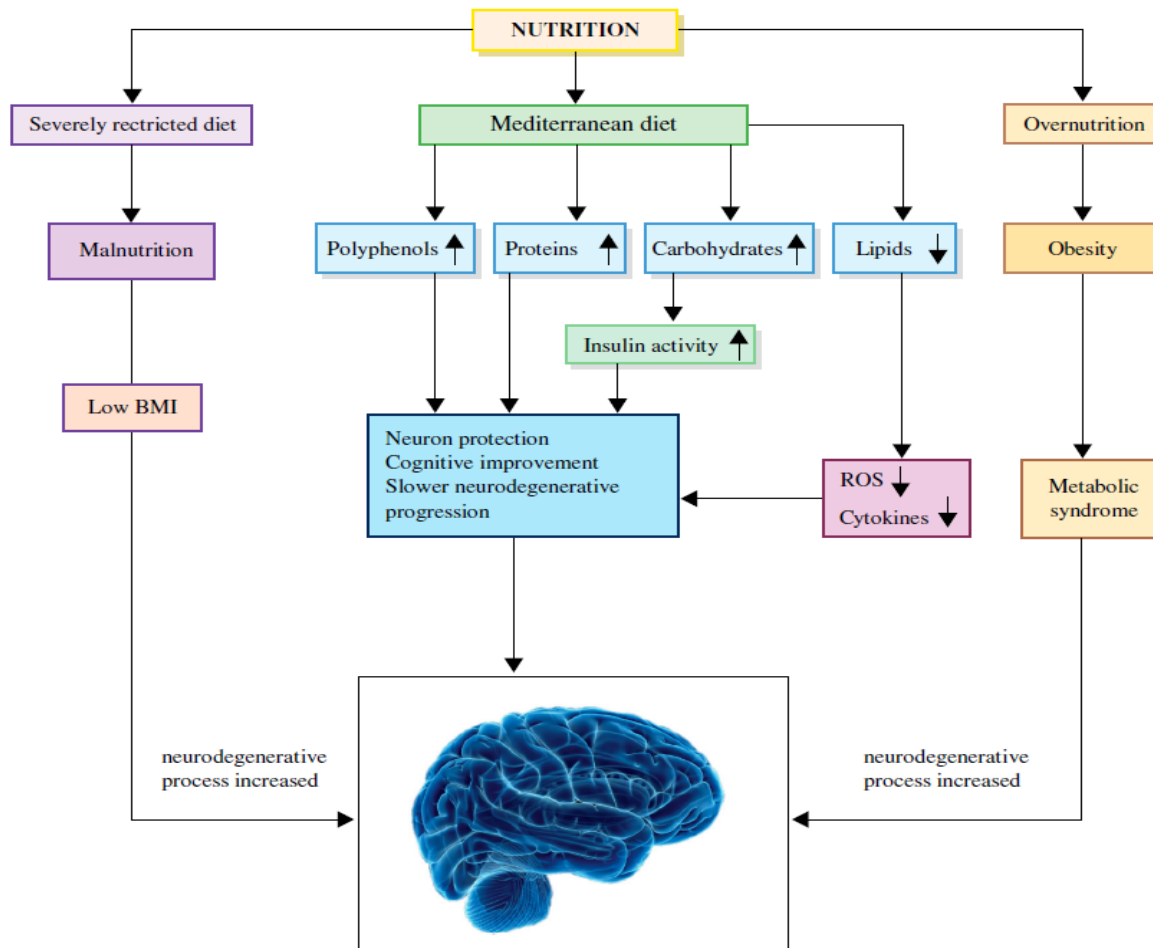 NUTRITION
Severely rectricted diet
Mediterranean diet
Overnutrition
Malnutrition
Polyphenols
Proteins
Carbohydrates
Lipids
Obesity
Insulin activity
Low BMI
Neuron protection
Cognitive improvement
Slower neurodegenerative
progression
ROS
Cytokines
Metabolic
syndrome
neurodegenerative
process increased
neurodegenerative
process increased